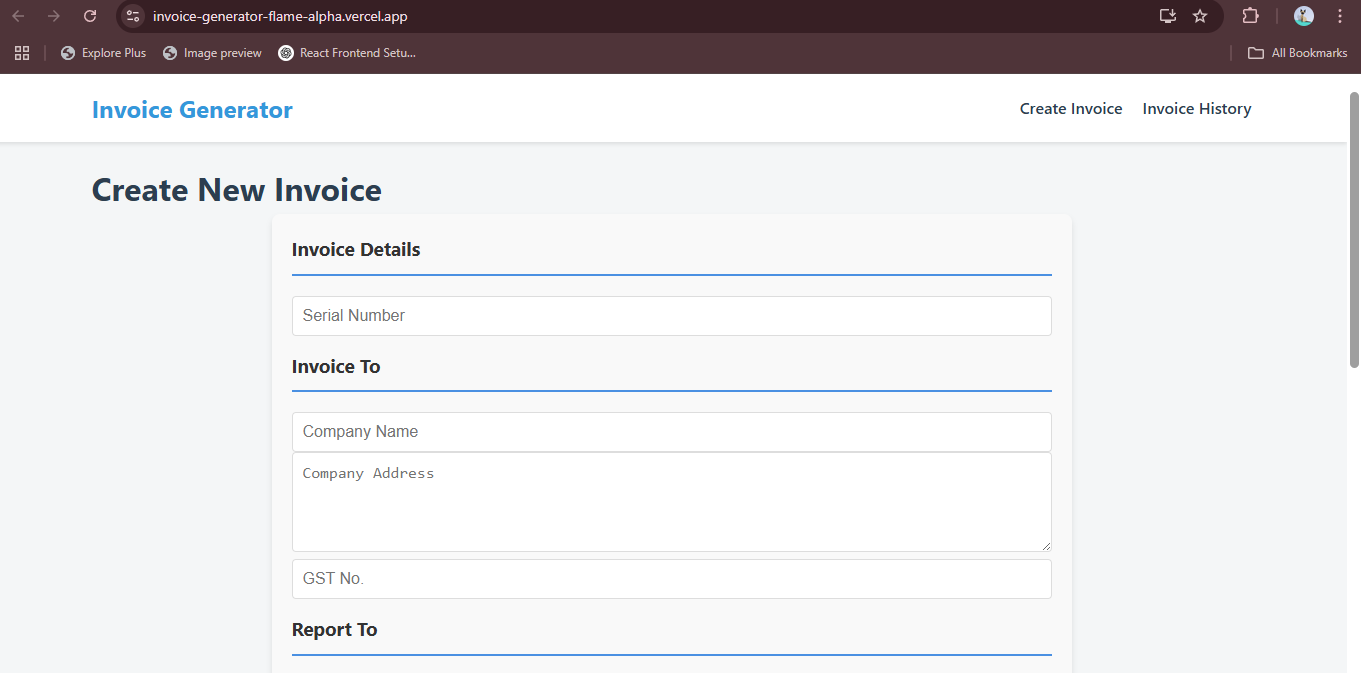 invoice-generator-flame-alpha.vercel.app
Explore Plus Image preview React Frontend Setu... All Bookmarks
Invoice Generator Create Invoice Invoice History
Create New Invoice
Invoice Details
Serial Number
Invoice To
Company Name
Company Address
GST No.
Report To